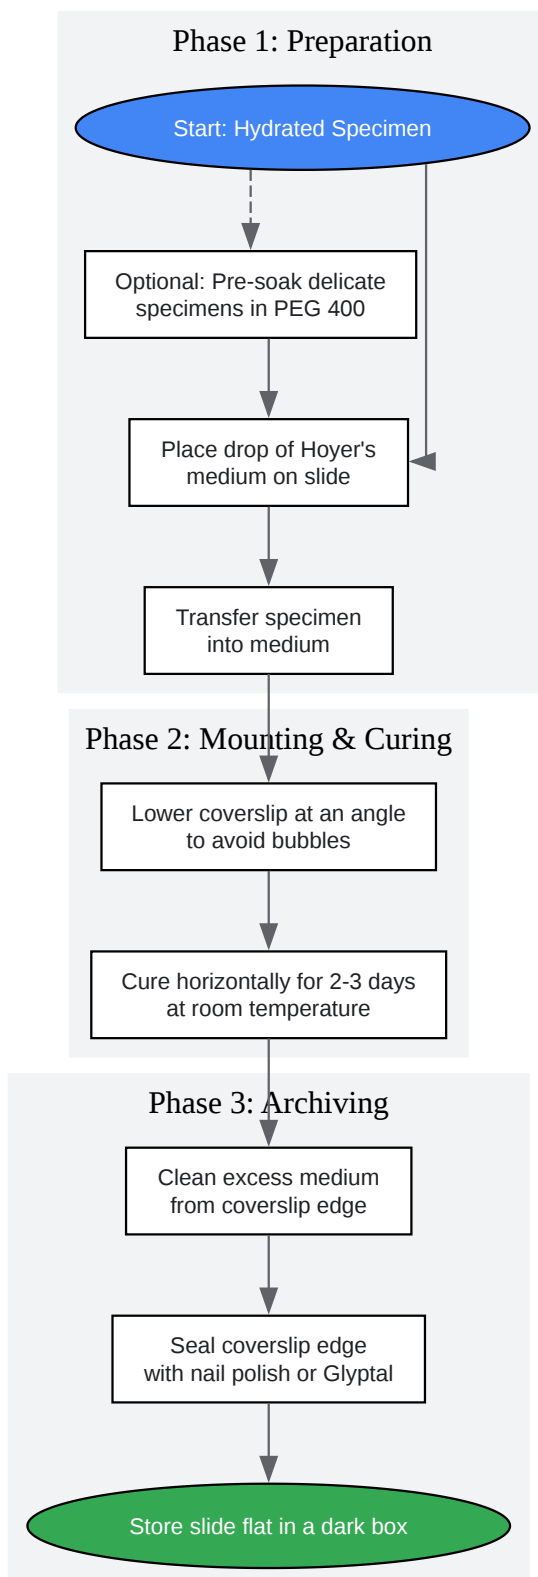 Phase 1: Preparation
Start: Hydrated Specimen
Optional: Pre-soak delicate
specimens in PEG 400
Place drop of Hoyer's
medium on slide
Transfer specimen
into medium
Phase 2: Mounting & Curing
Lower coverslip at an angle
to avoid bubbles
Cure horizontally for 2-3 days
at room temperature
Phase 3: Archiving
Clean excess medium
from coverslip edge
Seal coverslip edge
with nail polish or Glyptal
Store slide flat in a dark box